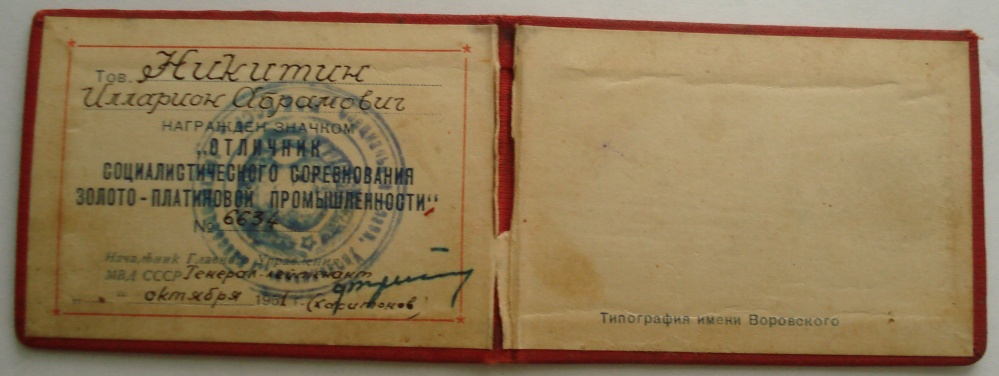 Тов. Никитин
Илларион Абрамович
НАГРАЖДЕН ЗНАЧКОМ
„ОТЛИЧНИК
СОЦИАЛИСТИЧЕСКОГО СОРЕВНОВАНИЯ
ЗОЛОТО-ПЛАТИНОВОЙ ПРОМЫШЛЕННОСТИ"
№ 6634
Начальник Главного Управления
МВД СССР Генерал-лейтенант
октября 1951 г. (Харитонов)
Типография имени Воровского